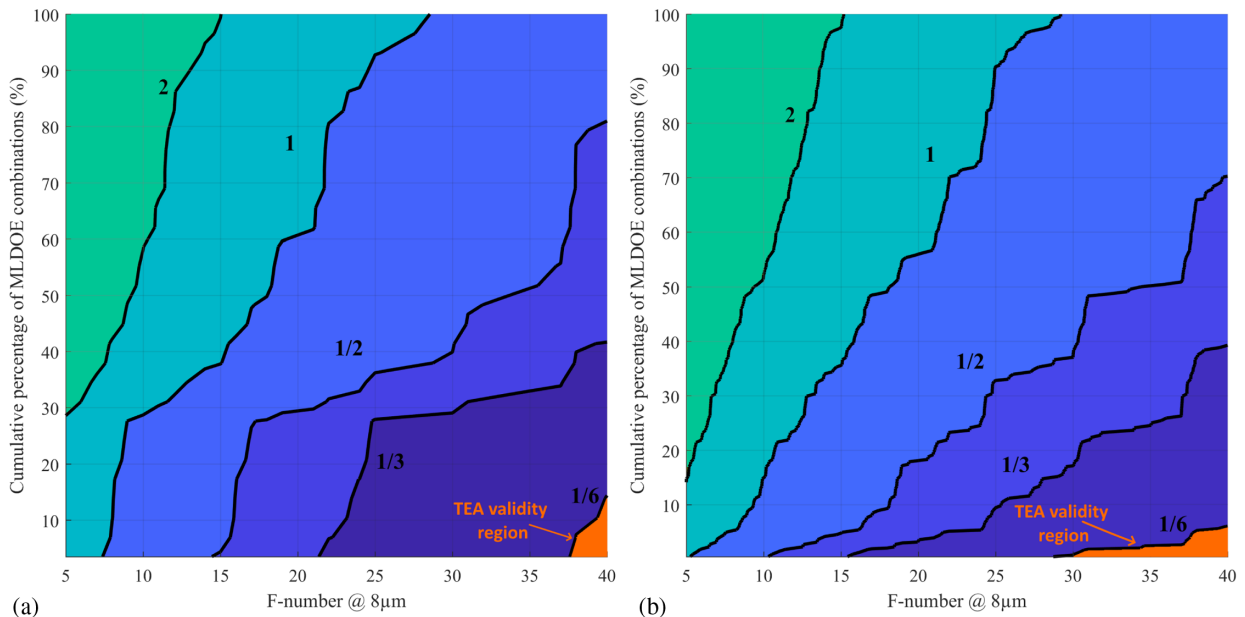 Cumulative percentage of MLDOE combinations (%)
100
90
80
70
60
50
40
30
20
10
2
1
1/2
1/3
1/6
TEA validity
region
5 10 15 20 25 30 35 40
F-number @ 8µm
(a)
Cumulative percentage of MLDOE combinations (%)
100
90
80
70
60
50
40
30
20
10
2
1
1/2
1/3
1/6
TEA validity
region
5 10 15 20 25 30 35 40
F-number @ 8µm
(b)